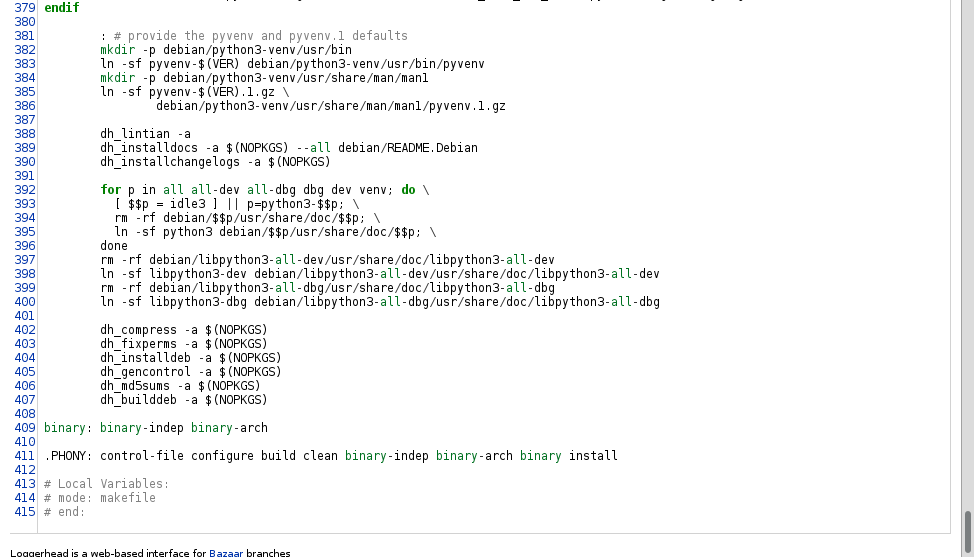 379 endif
380
381 : # provide the pyvenv and pyvenv.1 defaults
382 mkdir -p debian/python3-venv/usr/bin
383 ln -sf pyvenv-$(VER) debian/python3-venv/usr/bin/pyvenv
384 mkdir -p debian/python3-venv/usr/share/man/man1
385 ln -sf pyvenv-$(VER).1.gz \
386 debian/python3-venv/usr/share/man/man1/pyvenv.1.gz
387
388 dh_lintian -a
389 dh_installdocs -a $(NOPKGS) --all debian/README.Debian
390 dh_installchangelogs -a $(NOPKGS)
391
392 for p in all all-dev all-dbg dbg dev venv; do \
393 [ $$p = idle3 ] || p=python3-$$p; \
394 rm -rf debian/$$p/usr/share/doc/$$p; \
395 ln -sf python3 debian/$$p/usr/share/doc/$$p; \
396 done
397 rm -rf debian/libpython3-all-dev/usr/share/doc/libpython3-all-dev
398 ln -sf libpython3-dev debian/libpython3-all-dev/usr/share/doc/libpython3-all-dev
399 rm -rf debian/libpython3-all-dbg/usr/share/doc/libpython3-all-dbg
400 ln -sf libpython3-dbg debian/libpython3-all-dbg/usr/share/doc/libpython3-all-dbg
401
402 dh_compress -a $(NOPKGS)
403 dh_fixperms -a $(NOPKGS)
404 dh_installdeb -a $(NOPKGS)
405 dh_gencontrol -a $(NOPKGS)
406 dh_md5sums -a $(NOPKGS)
407 dh_builddeb -a $(NOPKGS)
408
409 binary: binary-indep binary-arch
410
411 .PHONY: control-file configure build clean binary-indep binary-arch binary install
412
413 # Local Variables:
414 # mode: makefile
415 # end:
Loggerhead is a web-based interface for Bazaar branches